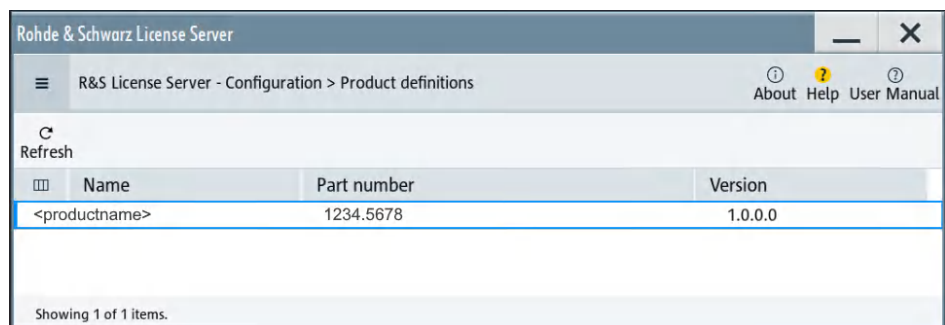 Rohde & Schwarz License Server
R&S License Server - Configuration > Product definitions
About Help User Manual
Refresh
Name Part number Version
<productname> 1234.5678 1.0.0.0
Showing 1 of 1 items.